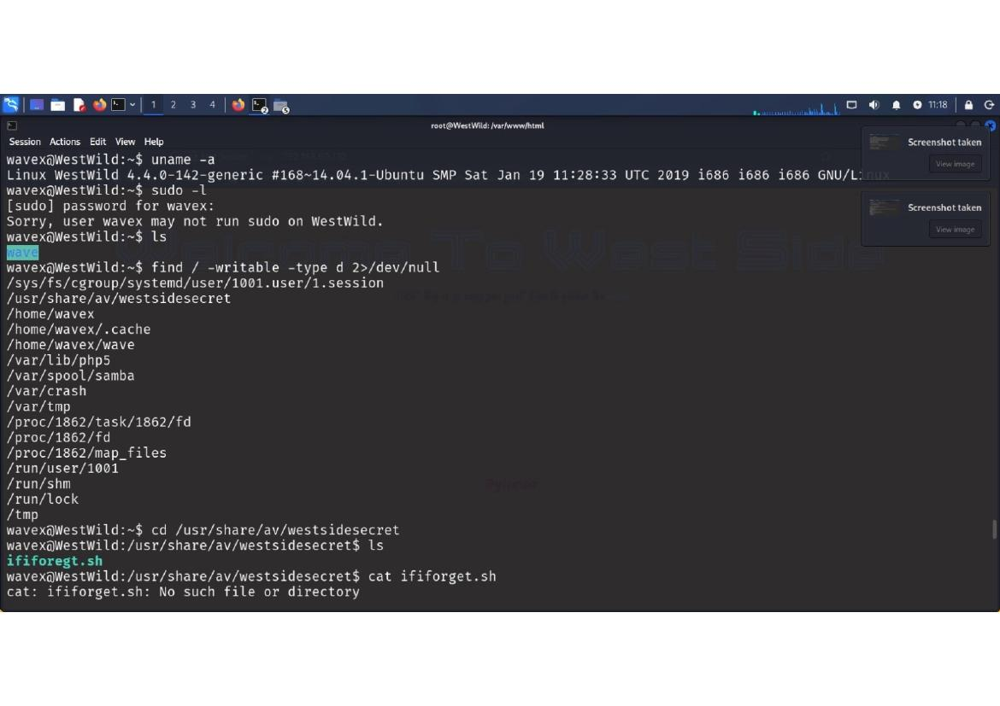 1 2 3 4
11:18
root@WestWild: /var/www/html
Session Actions Edit View Help
Screenshot taken
View image
Screenshot taken
View image
wavex@WestWild:~$ uname -a
Linux WestWild 4.4.0-142-generic #168~14.04.1-Ubuntu SMP Sat Jan 19 11:28:33 UTC 2019 i686 i686 i686 GNU/Linux
wavex@WestWild:~$ sudo -l
[sudo] password for wavex:
Sorry, user wavex may not run sudo on WestWild.
wavex@WestWild:~$ ls
wave
wavex@WestWild:~$ find / -writable -type d 2>/dev/null
/sys/fs/cgroup/systemd/user/1001.user/1.session
/usr/share/av/westsidesecret
/home/wavex
/home/wavex/.cache
/home/wavex/wave
/var/lib/php5
/var/spool/samba
/var/crash
/var/tmp
/proc/1862/task/1862/fd
/proc/1862/fd
/proc/1862/map_files
/run/user/1001
/run/shm
/run/lock
/tmp
wavex@WestWild:~$ cd /usr/share/av/westsidesecret
wavex@WestWild:/usr/share/av/westsidesecret$ ls
ififoregt.sh
wavex@WestWild:/usr/share/av/westsidesecret$ cat ififorget.sh
cat: ififorget.sh: No such file or directory
Welcome To West Side